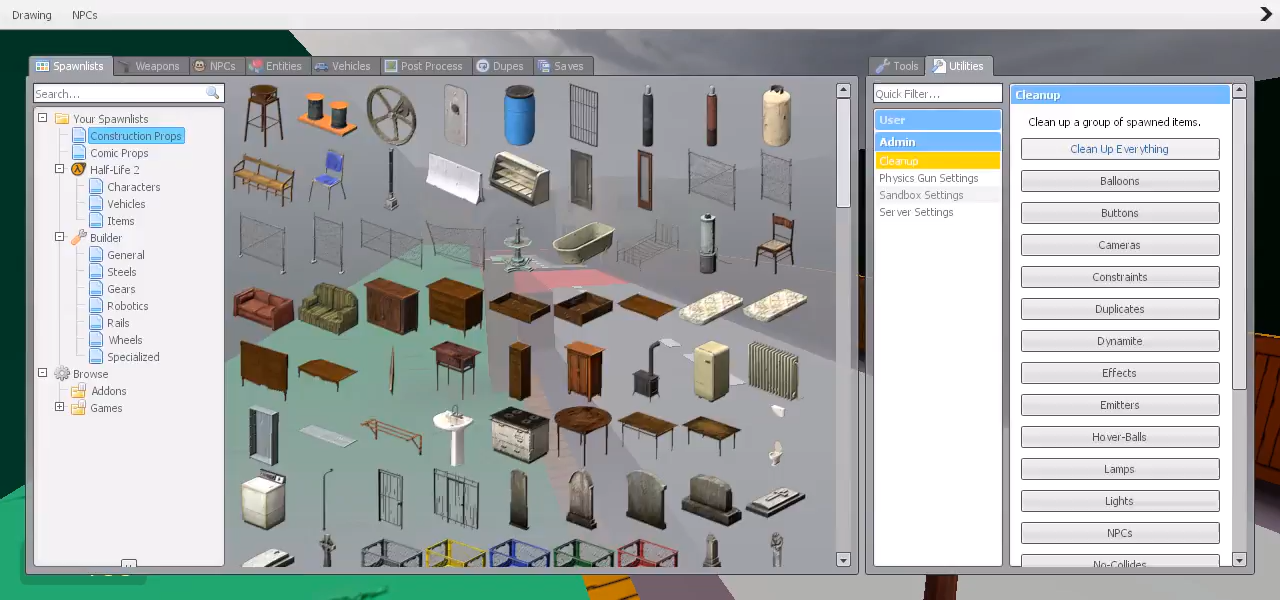 Drawing NPCs
Spawnlists Weapons NPCs Entities Vehicles Post Process Dupes Saves
Search...
Your Spawnlists
Construction Props
Comic Props
Half-Life 2
Characters
Vehicles
Items
Builder
General
Steels
Gears
Robotics
Rails
Wheels
Specialized
Browse
Addons
Games
Tools Utilities
Quick Filter...
User
Admin
Cleanup
Physics Gun Settings
Sandbox Settings
Server Settings
Cleanup
Clean up a group of spawned items.
Clean Up Everything
Balloons
Buttons
Cameras
Constraints
Duplicates
Dynamite
Effects
Emitters
Hover-Balls
Lamps
Lights
NPCs
No-Collides